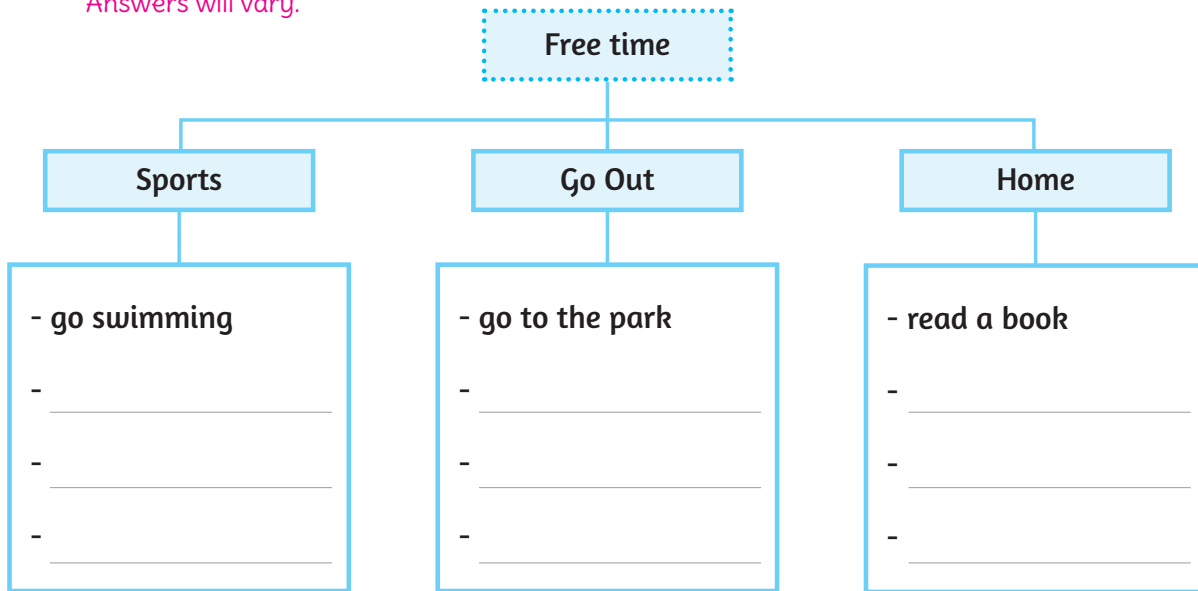 Answers will vary.
Free time
Sports
Go Out
Home
- go swimming
-
-
-
- go to the park
-
-
-
- read a book
-
-
-